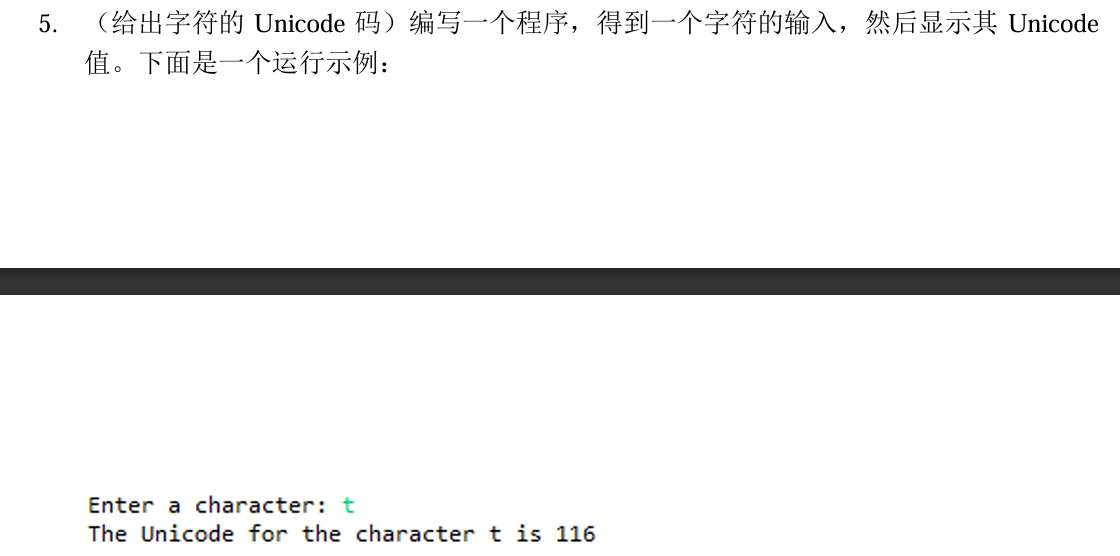 5. （给出字符的 Unicode 码）编写一个程序，得到一个字符的输入，然后显示其 Unicode
值。下面是一个运行示例：
Enter a character: t
The Unicode for the character t is 116